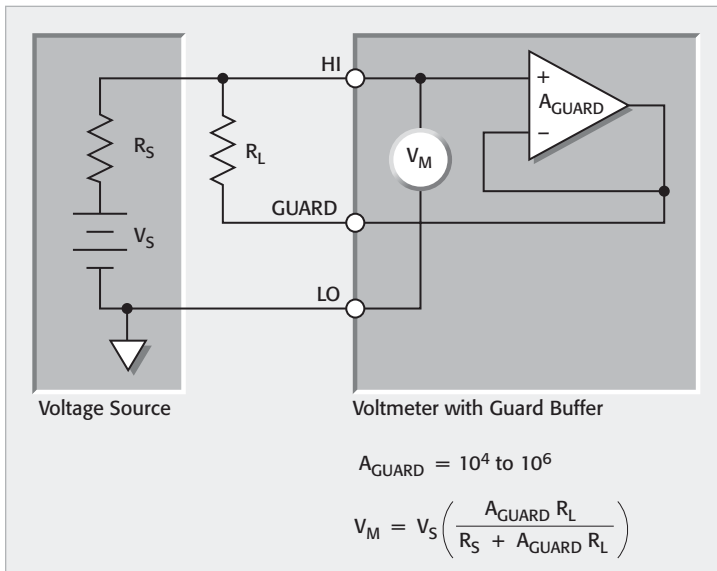 HI
+
A_GUARD
−
R_S
R_L
V_M
GUARD
V_S
LO
Voltage Source
Voltmeter with Guard Buffer
A_GUARD = 10^4 to 10^6
V_M = V_S ( A_GUARD R_L / R_S + A_GUARD R_L )